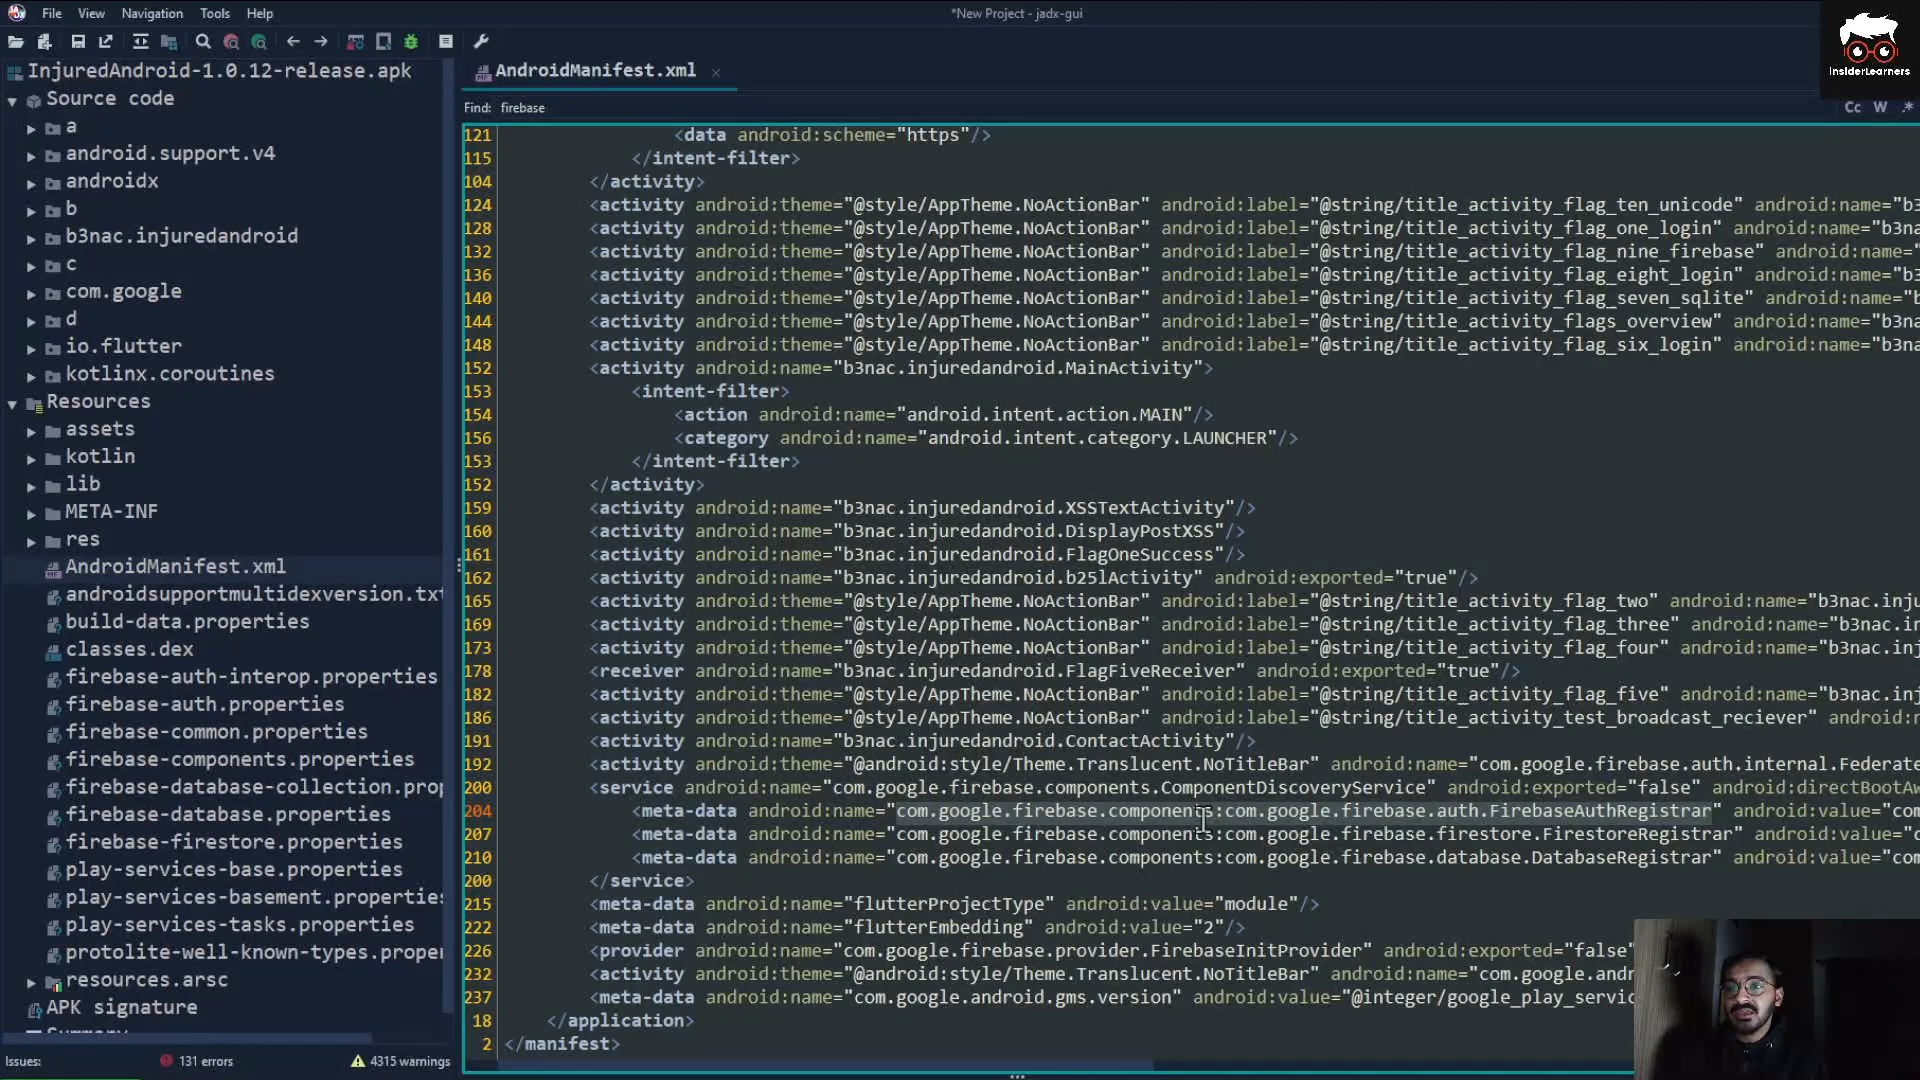 File View Navigation Tools Help
*New Project - jadx-gui
InsiderLearners
InjuredAndroid-1.0.12-release.apk
Source code
a
android.support.v4
androidx
b
b3nac.injuredandroid
c
com.google
d
io.flutter
kotlinx.coroutines
Resources
assets
kotlin
lib
META-INF
res
AndroidManifest.xml
androidsupportmultidexversion.txt
build-data.properties
classes.dex
firebase-auth-interop.properties
firebase-auth.properties
firebase-common.properties
firebase-components.properties
firebase-database-collection.prop
firebase-database.properties
firebase-firestore.properties
play-services-base.properties
play-services-basement.properties
play-services-tasks.properties
protolite-well-known-types.proper
resources.arsc
APK signature
Summary
Issues: 131 errors 4315 warnings
AndroidManifest.xml
Find: firebase
Cc W .*
121 <data android:scheme="https"/>
115 </intent-filter>
104 </activity>
124 <activity android:theme="@style/AppTheme.NoActionBar" android:label="@string/title_activity_flag_ten_unicode" android:name="b3
128 <activity android:theme="@style/AppTheme.NoActionBar" android:label="@string/title_activity_flag_one_login" android:name="b3na
132 <activity android:theme="@style/AppTheme.NoActionBar" android:label="@string/title_activity_flag_nine_firebase" android:name="
136 <activity android:theme="@style/AppTheme.NoActionBar" android:label="@string/title_activity_flag_eight_login" android:name="b3
140 <activity android:theme="@style/AppTheme.NoActionBar" android:label="@string/title_activity_flag_seven_sqlite" android:name="b
144 <activity android:theme="@style/AppTheme.NoActionBar" android:label="@string/title_activity_flags_overview" android:name="b3na
148 <activity android:theme="@style/AppTheme.NoActionBar" android:label="@string/title_activity_flag_six_login" android:name="b3na
152 <activity android:name="b3nac.injuredandroid.MainActivity">
153 <intent-filter>
154 <action android:name="android.intent.action.MAIN"/>
156 <category android:name="android.intent.category.LAUNCHER"/>
153 </intent-filter>
152 </activity>
159 <activity android:name="b3nac.injuredandroid.XSSTextActivity"/>
160 <activity android:name="b3nac.injuredandroid.DisplayPostXSS"/>
161 <activity android:name="b3nac.injuredandroid.FlagOneSuccess"/>
162 <activity android:name="b3nac.injuredandroid.b25lActivity" android:exported="true"/>
165 <activity android:theme="@style/AppTheme.NoActionBar" android:label="@string/title_activity_flag_two" android:name="b3nac.inju
169 <activity android:theme="@style/AppTheme.NoActionBar" android:label="@string/title_activity_flag_three" android:name="b3nac.in
173 <activity android:theme="@style/AppTheme.NoActionBar" android:label="@string/title_activity_flag_four" android:name="b3nac.inj
178 <receiver android:name="b3nac.injuredandroid.FlagFiveReceiver" android:exported="true"/>
182 <activity android:theme="@style/AppTheme.NoActionBar" android:label="@string/title_activity_flag_five" android:name="b3nac.inj
186 <activity android:theme="@style/AppTheme.NoActionBar" android:label="@string/title_activity_test_broadcast_reciever" android:n
191 <activity android:name="b3nac.injuredandroid.ContactActivity"/>
192 <activity android:theme="@android:style/Theme.Translucent.NoTitleBar" android:name="com.google.firebase.auth.internal.Federate
200 <service android:name="com.google.firebase.components.ComponentDiscoveryService" android:exported="false" android:directBootAw
204 <meta-data android:name="com.google.firebase.components:com.google.firebase.auth.FirebaseAuthRegistrar" android:value="com
207 <meta-data android:name="com.google.firebase.components:com.google.firebase.firestore.FirestoreRegistrar" android:value="c
210 <meta-data android:name="com.google.firebase.components:com.google.firebase.database.DatabaseRegistrar" android:value="com
200 </service>
215 <meta-data android:name="flutterProjectType" android:value="module"/>
222 <meta-data android:name="flutterEmbedding" android:value="2"/>
226 <provider android:name="com.google.firebase.provider.FirebaseInitProvider" android:exported="false"
232 <activity android:theme="@android:style/Theme.Translucent.NoTitleBar" android:name="com.google.andr
237 <meta-data android:name="com.google.android.gms.version" android:value="@integer/google_play_servic
18 </application>
2 </manifest>